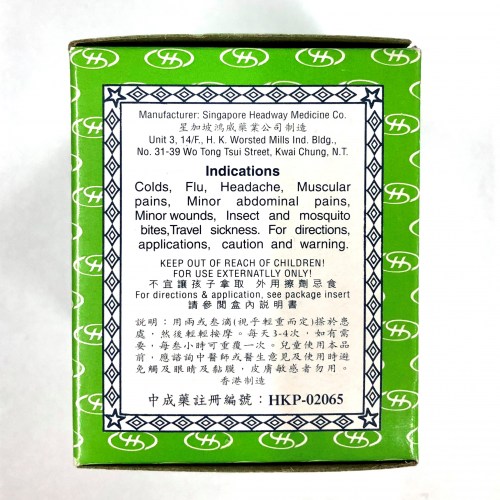 Manufacturer: Singapore Headway Medicine Co.
星加坡鴻威藥業公司制造
Unit 3, 14/F., H. K. Worsted Mills Ind. Bldg.,
No. 31-39 Wo Tong Tsui Street, Kwai Chung, N.T.
Indications
Colds, Flu, Headache, Muscular
pains, Minor abdominal pains,
Minor wounds, Insect and mosquito
bites,Travel sickness. For directions,
applications, caution and warning.
KEEP OUT OF REACH OF CHILDREN!
FOR USE EXTERNATLLY ONLY!
不宜讓孩子拿取 外用擦劑忌食
For directions & application, see package insert
請參閱盒內說明書
說明：用兩或叁滴(視乎輕重而定)搽於患
處，然後輕輕按摩。每天3-4次，如有需
要，每叁小時可重覆一次。兒童使用本品
前，應諮詢中醫師或醫生意見及使用時避
免觸及眼睛及黏膜，皮膚敏感者勿用。
香港制造
中成藥註冊編號：HKP-02065